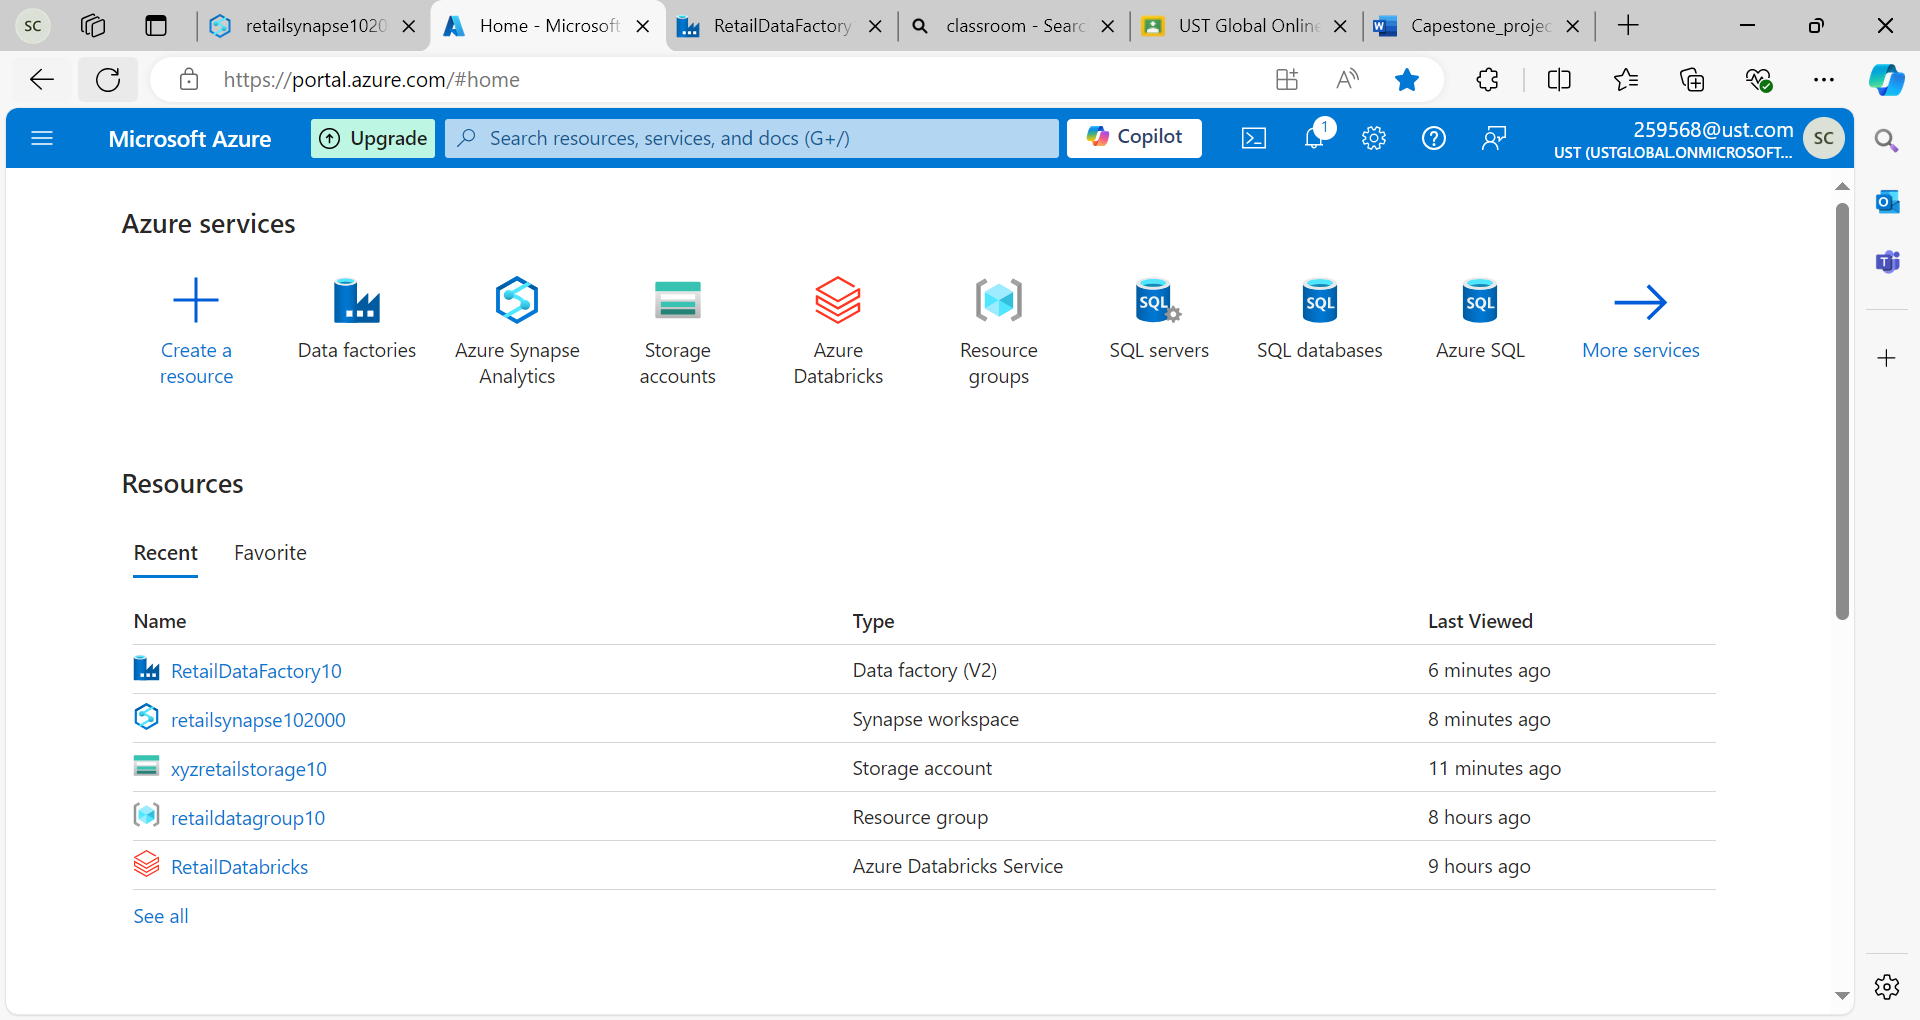 SC
retailsynapse1020
Home - Microsoft
RetailDataFactory
classroom - Searc
UST Global Online
Capestone_projec
https://portal.azure.com/#home
Microsoft Azure
Upgrade
Search resources, services, and docs (G+/)
Copilot
1
259568@ust.com
UST (USTGLOBAL.ONMICROSOFT...
SC
Azure services
Create a
resource
Data factories
Azure Synapse
Analytics
Storage
accounts
Azure
Databricks
Resource
groups
SQL
SQL servers
SQL
SQL databases
SQL
Azure SQL
More services
Resources
Recent
Favorite
Name Type Last Viewed
RetailDataFactory10 Data factory (V2) 6 minutes ago
retailsynapse102000 Synapse workspace 8 minutes ago
xyzretailstorage10 Storage account 11 minutes ago
retaildatagroup10 Resource group 8 hours ago
RetailDatabricks Azure Databricks Service 9 hours ago
See all